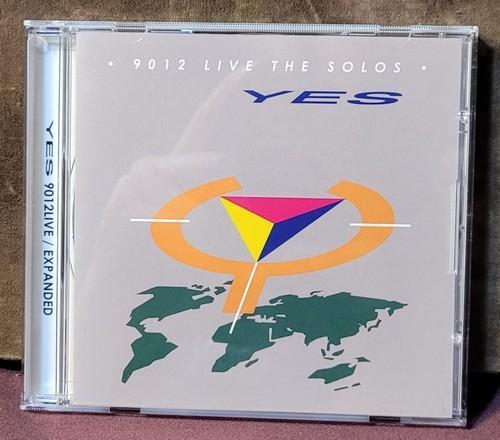 • 9012 LIVE THE SOLOS •
YES
YES 9012LIVE / EXPANDED